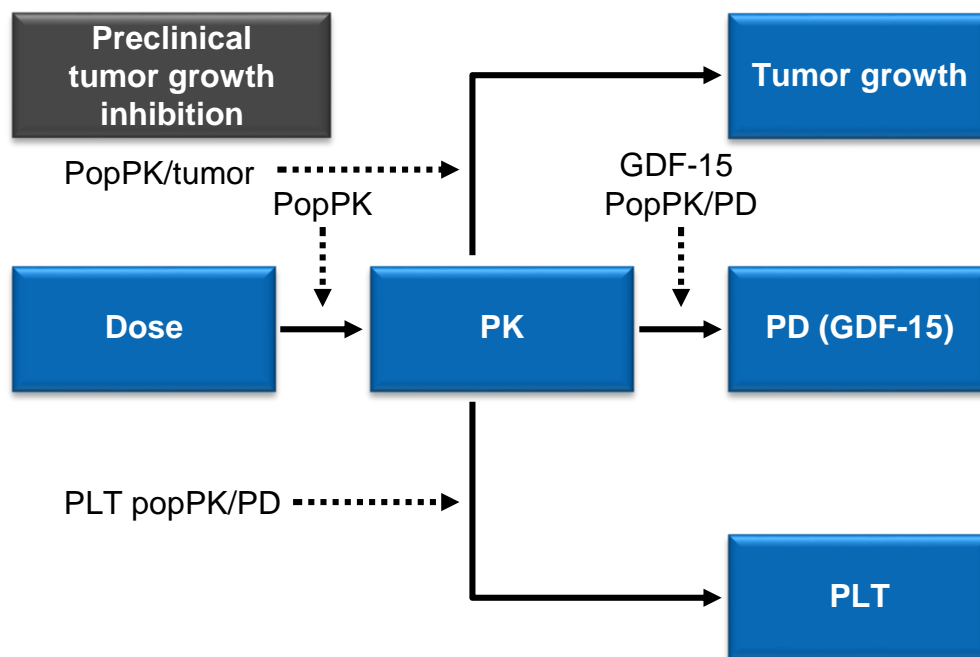 Preclinical
tumor growth
inhibition
Tumor growth
PopPK/tumor
PopPK
GDF-15
PopPK/PD
Dose
PK
PD (GDF-15)
PLT popPK/PD
PLT